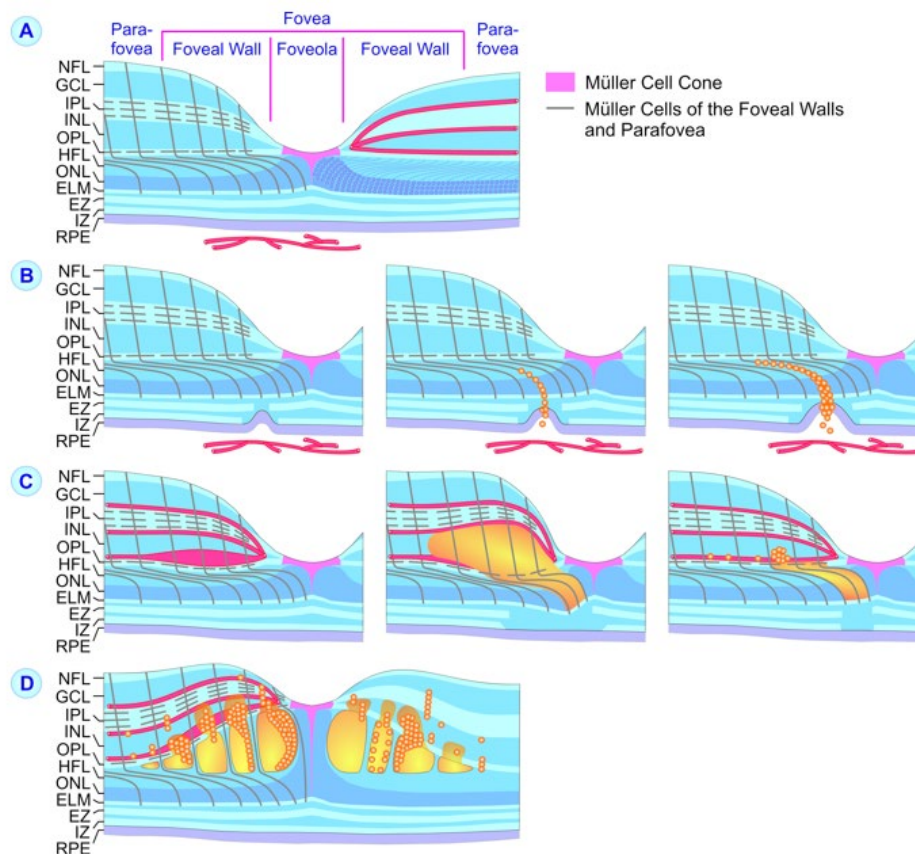 A
Fovea
Para-
fovea
Foveal Wall
Foveola
Foveal Wall
Para-
fovea
NFL
GCL
IPL
INL
OPL
HFL
ONL
ELM
EZ
IZ
RPE
Müller Cell Cone
Müller Cells of the Foveal Walls
and Parafovea
B
NFL
GCL
IPL
INL
OPL
HFL
ONL
ELM
EZ
IZ
RPE
C
NFL
GCL
IPL
INL
OPL
HFL
ONL
ELM
EZ
IZ
RPE
D
NFL
GCL
IPL
INL
OPL
HFL
ONL
ELM
EZ
IZ
RPE